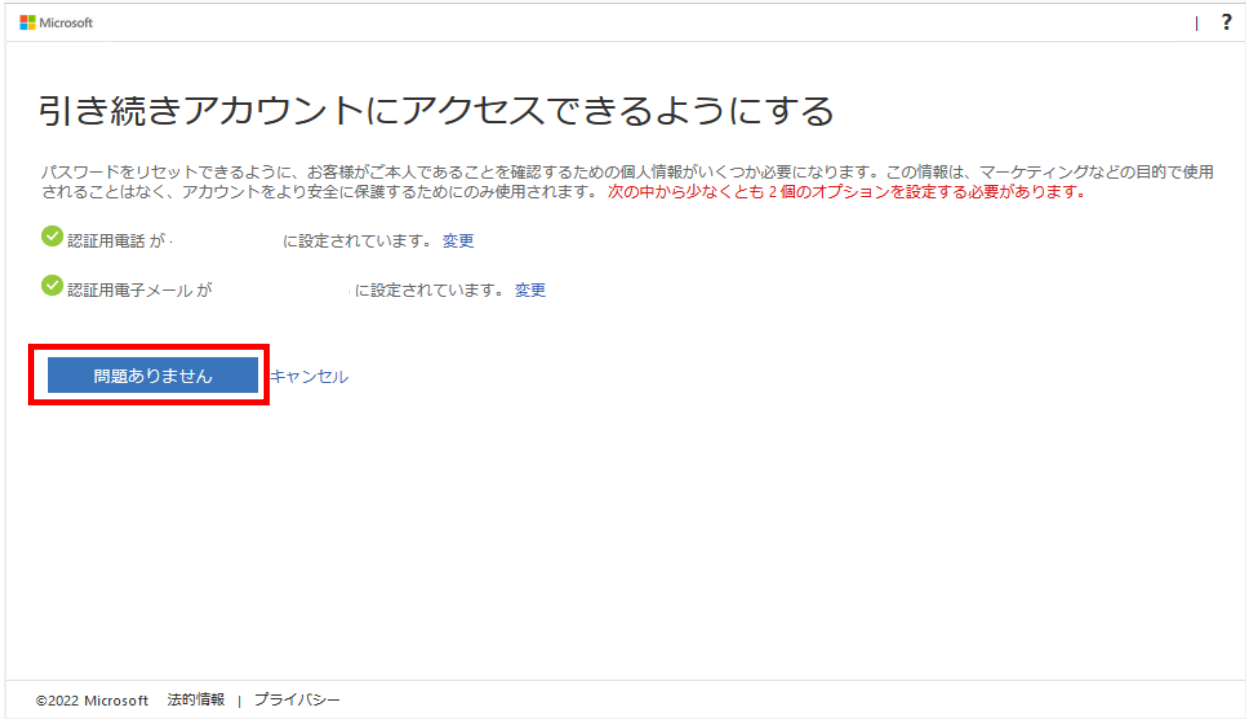 Microsoft | ?
引き続きアカウントにアクセスできるようにする
パスワードをリセットできるように、お客様がご本人であることを確認するための個人情報がいくつか必要になります。この情報は、マーケティングなどの目的で使用
されることはなく、アカウントをより安全に保護するためにのみ使用されます。 次の中から少なくとも 2 個のオプションを設定する必要があります。
認証用電話 が に設定されています。 変更
認証用電子メール が に設定されています。 変更
問題ありません キャンセル
©2022 Microsoft 法的情報 | プライバシー